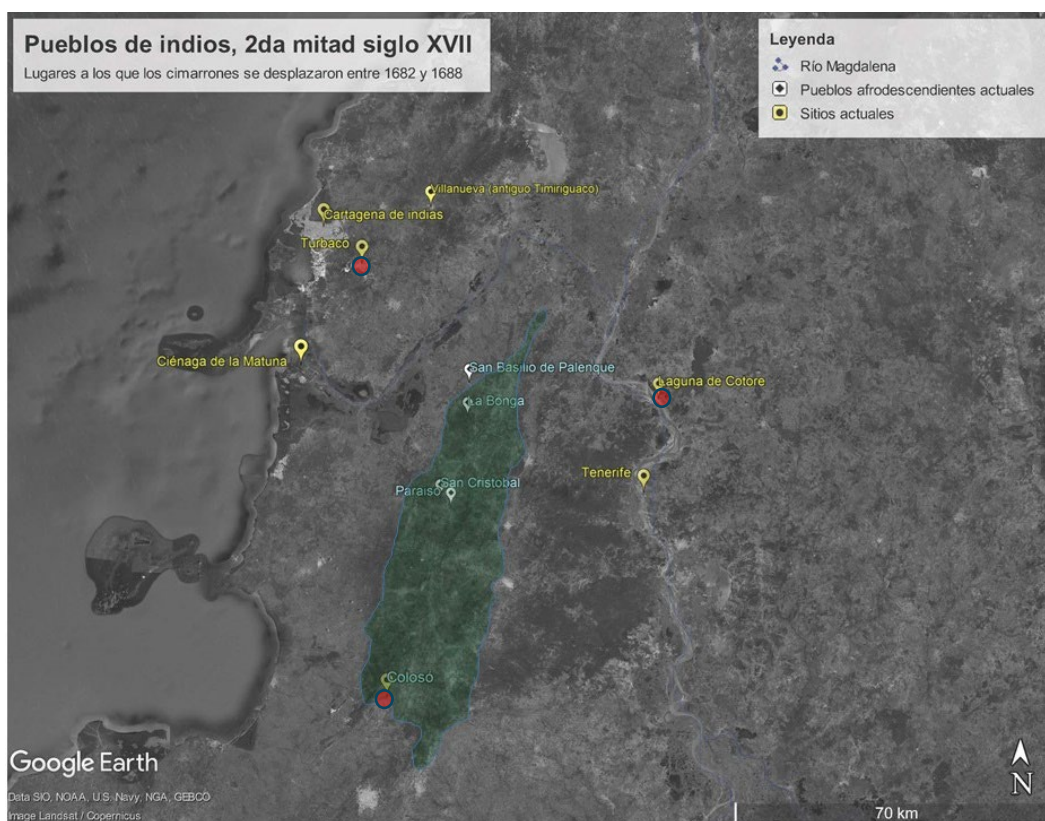 Pueblos de indios, 2da mitad siglo XVII
Lugares a los que los cimarrones se desplazaron entre 1682 y 1688
Leyenda
Río Magdalena
Pueblos afrodescendientes actuales
Sitios actuales
Villanueva (antiguo Timiriguaco)
Cartagena de indias
Turbaco
Ciénaga de la Matuna
San Basilio de Palenque
La Bonga
Laguna de Cotore
Tenerife
San Cristobal
Paraiso
Coloso
Google Earth
Data SIO, NOAA, U.S. Navy, NGA, GEBCO
Image Landsat / Copernicus
N
70 km